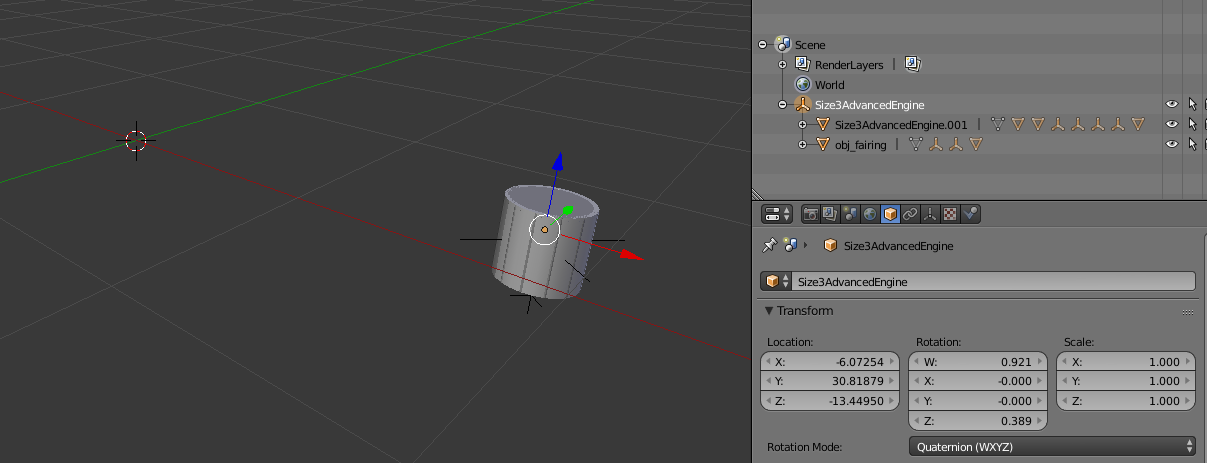 Scene
RenderLayers |
World
Size3AdvancedEngine
Size3AdvancedEngine.001 |
obj_fairing |
Size3AdvancedEngine
Size3AdvancedEngine
Transform
Location: Rotation: Scale:
X: -6.07254 W: 0.921 X: 1.000
Y: 30.81879 X: -0.000 Y: 1.000
Z: -13.44950 Y: -0.000 Z: 1.000
Z: 0.389
Rotation Mode: Quaternion (WXYZ)